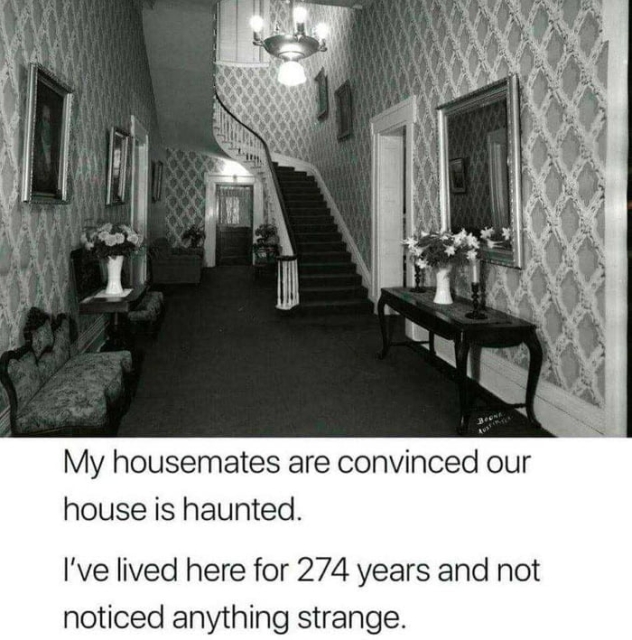 My housemates are convinced our
house is haunted.
I've lived here for 274 years and not
noticed anything strange.